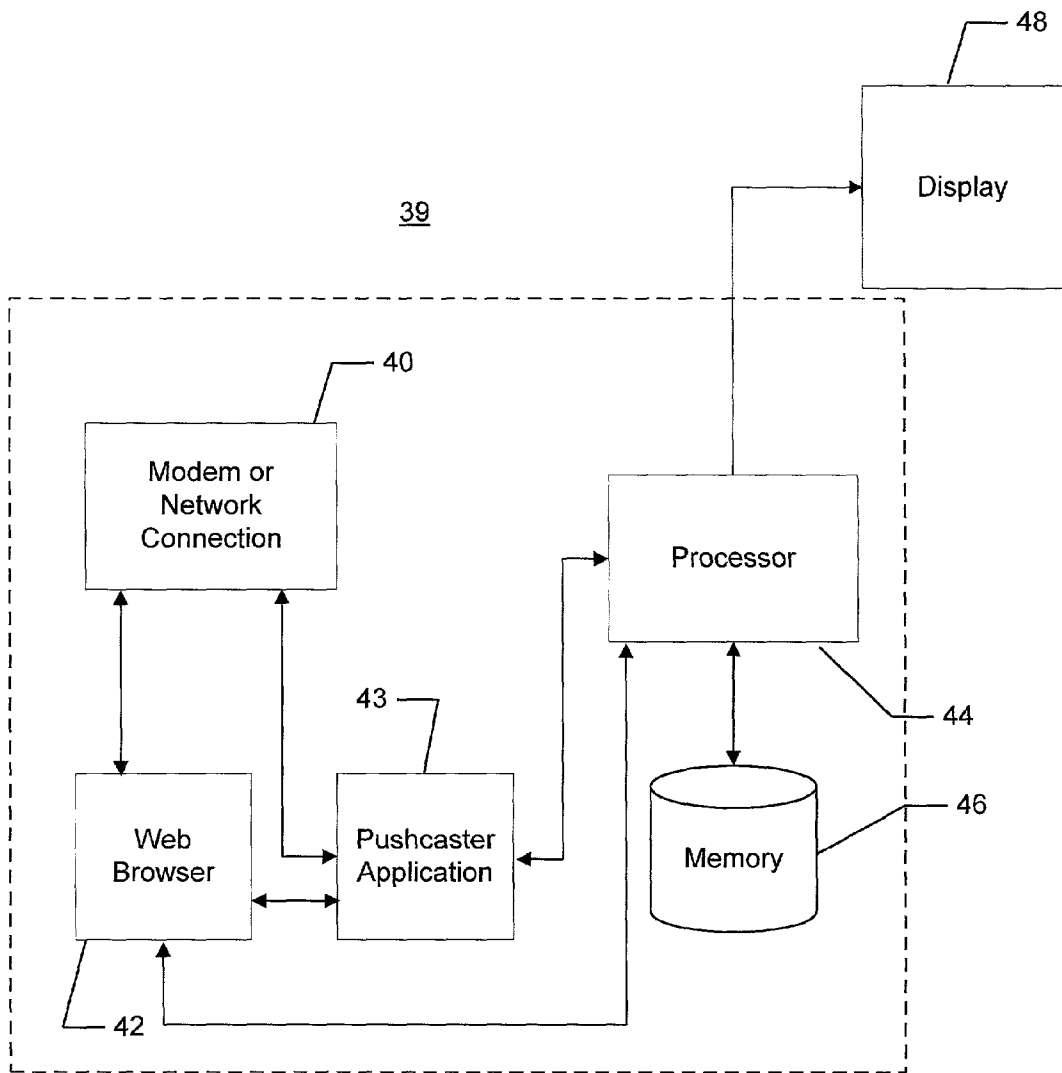 48
Display
39
40
Modem or
Network
Connection
Processor
43
44
Web
Browser
Pushcaster
Application
Memory
46
42